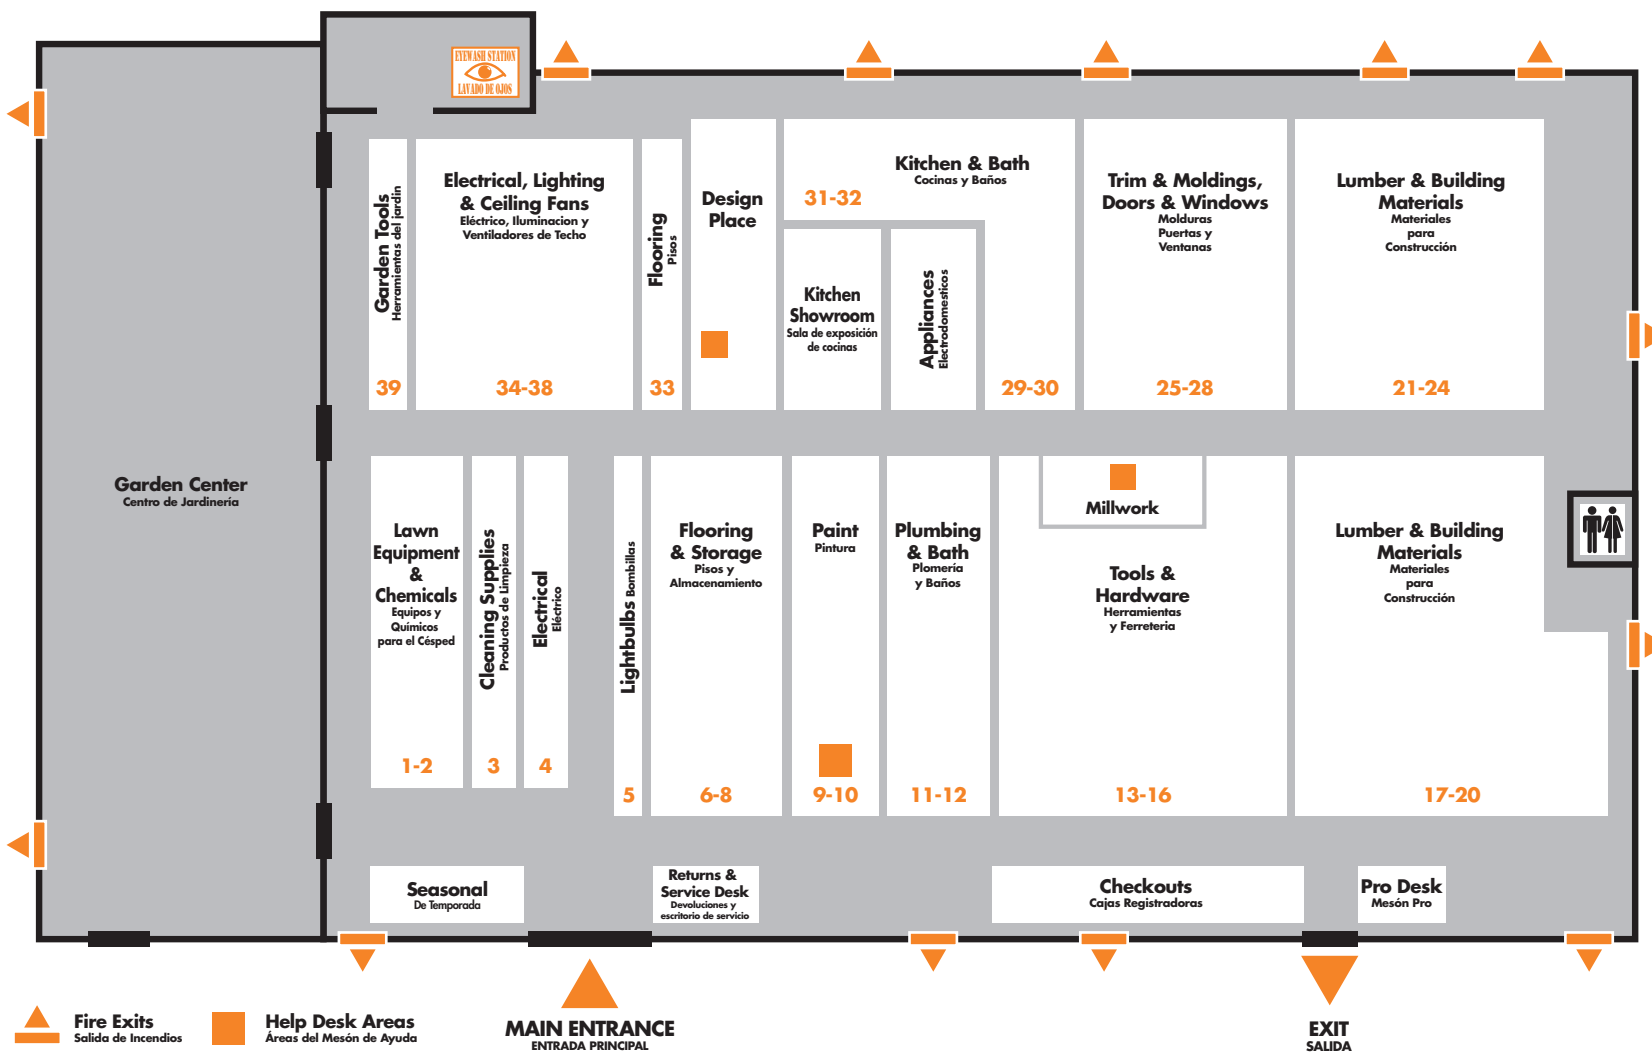 EYEWASH STATION
LAVADO DE OJOS
Garden Tools
Herramientas del jardin
39
Electrical, Lighting
& Ceiling Fans
Eléctrico, Iluminacion y
Ventiladores de Techo
34-38
Flooring
Pisos
33
Design
Place
Kitchen & Bath
Cocinas y Baños
31-32
Kitchen
Showroom
Sala de exposición
de cocinas
Appliances
Electrodomesticos
29-30
Trim & Moldings,
Doors & Windows
Molduras
Puertas y
Ventanas
25-28
Lumber & Building
Materials
Materiales
para
Construcción
21-24
Garden Center
Centro de Jardinería
Lawn
Equipment
&
Chemicals
Equipos y
Químicos
para el Césped
1-2
Cleaning Supplies
Productos de Limpieza
3
Electrical
Eléctrico
4
Lightbulbs Bombillas
5
Flooring
& Storage
Pisos y
Almacenamiento
6-8
Paint
Pintura
9-10
Plumbing
& Bath
Plomería
y Baños
11-12
Millwork
Tools &
Hardware
Herramientas
y Ferreteria
13-16
Lumber & Building
Materials
Materiales
para
Construcción
17-20
Seasonal
De Temporada
Returns &
Service Desk
Devoluciones y
escritorio de servicio
Checkouts
Cajas Registradoras
Pro Desk
Mesón Pro
Fire Exits
Salida de Incendios
Help Desk Areas
Áreas del Mesón de Ayuda
MAIN ENTRANCE
ENTRADA PRINCIPAL
EXIT
SALIDA